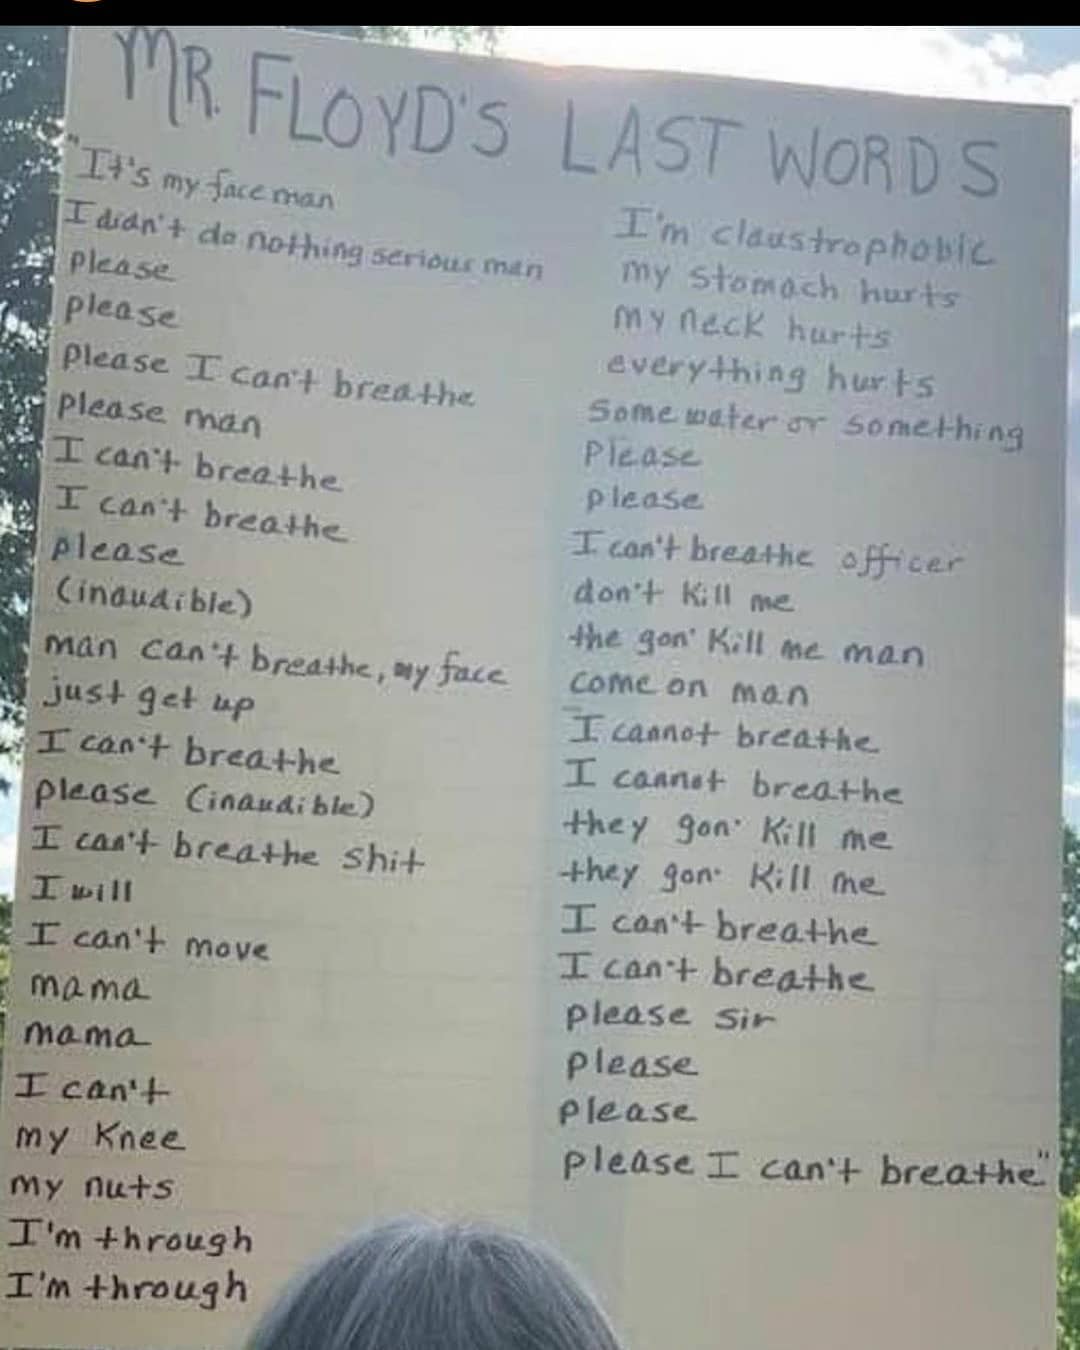 MR. FLOYD'S LAST WORDS
"It's my face man
I didn't do nothing serious man
please
please
please I can't breathe
please man
I can't breathe
I can't breathe
please
(inaudible)
man can't breathe, my face
just get up
I can't breathe
please (inaudible)
I can't breathe shit
I will
I can't move
mama
mama
I can't
my knee
my nuts
I'm through
I'm through
I'm claustrophobic
my stomach hurts
my neck hurts
everything hurts
some water or something
please
please
I can't breathe officer
don't kill me
the gon' kill me man
come on man
I cannot breathe
I cannot breathe
they gon' kill me
they gon' kill me
I can't breathe
I can't breathe
please sir
please
please
please I can't breathe"